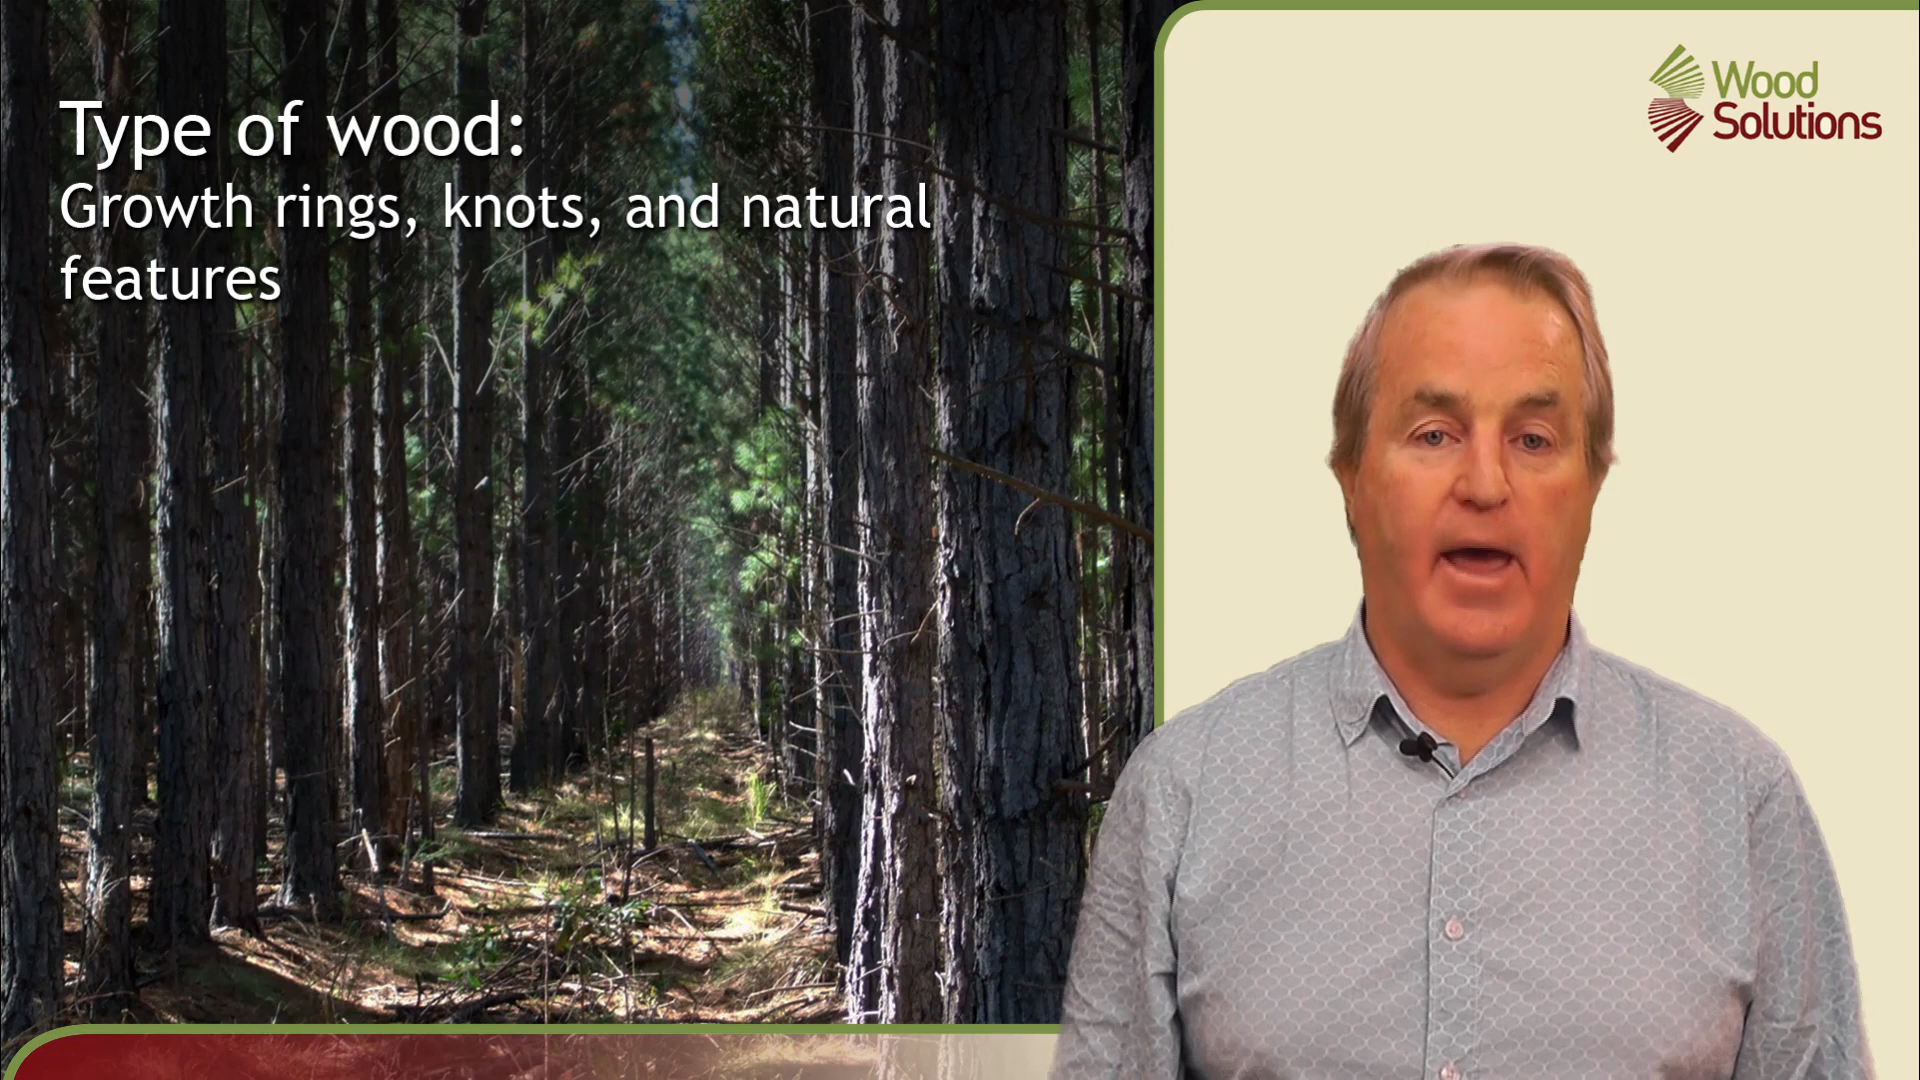 Type of wood:
Growth rings, knots, and natural
features
Wood
Solutions